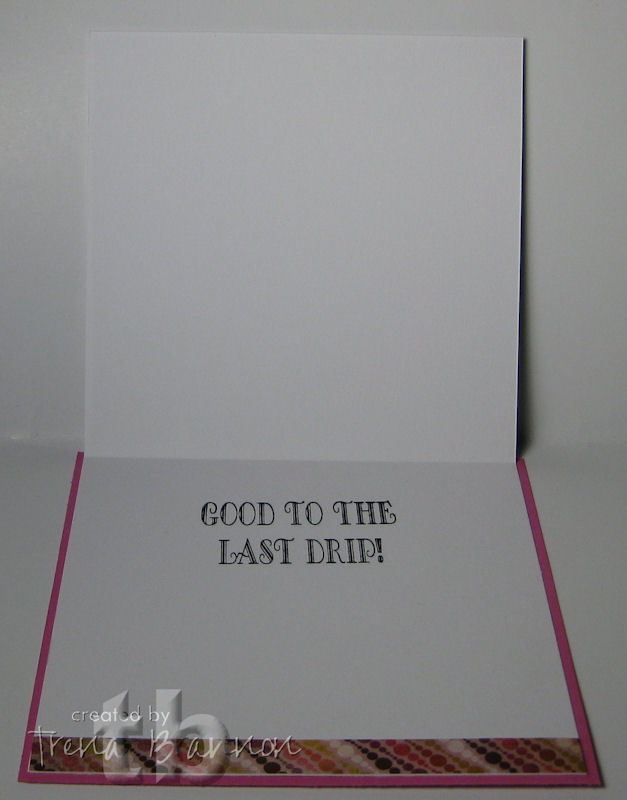 GOOD TO THE
LAST DRIP!
created by
tb
Trena Barnon